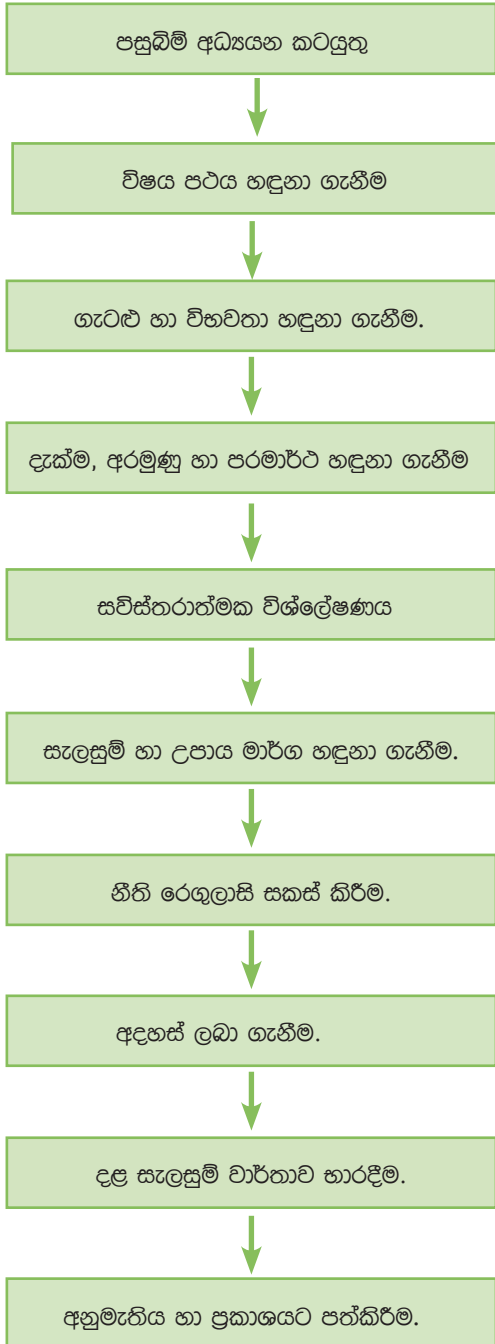 පසුබිම් අධ්‍යයන කටයුතු
විෂය පථය හඳුනා ගැනීම
ගැටළු හා විභවතා හඳුනා ගැනීම.
දැක්ම, අරමුණු හා පරමාර්ථ හඳුනා ගැනීම
සවිස්තරාත්මක විශ්ලේෂණය
සැලසුම් හා උපාය මාර්ග හඳුනා ගැනීම.
නීති රෙගුලාසි සකස් කිරීම.
අදහස් ලබා ගැනීම.
දළ සැලසුම් වාර්තාව භාරදීම.
අනුමැතිය හා ප්‍රකාශයට පත්කිරීම.